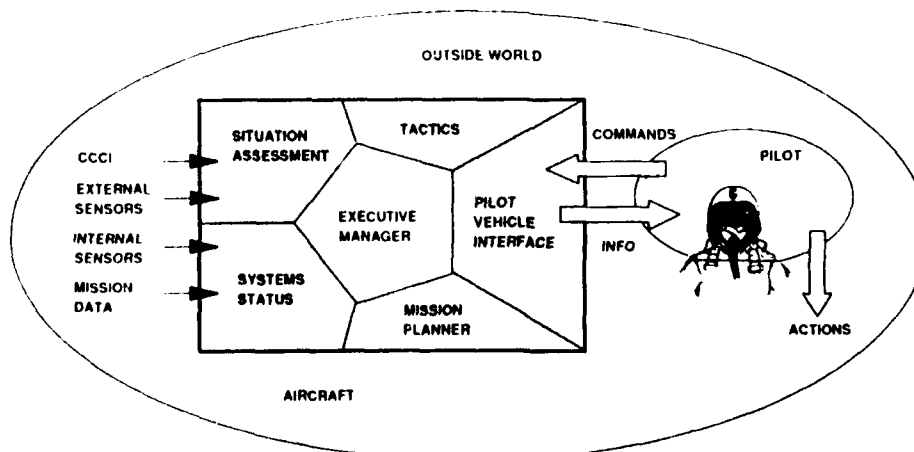 OUTSIDE WORLD
SITUATION
ASSESSMENT
TACTICS
COMMANDS
PILOT
CCCI
EXTERNAL
SENSORS
INTERNAL
SENSORS
MISSION
DATA
EXECUTIVE
MANAGER
PILOT
VEHICLE
INTERFACE
INFO
SYSTEMS
STATUS
MISSION
PLANNER
ACTIONS
AIRCRAFT